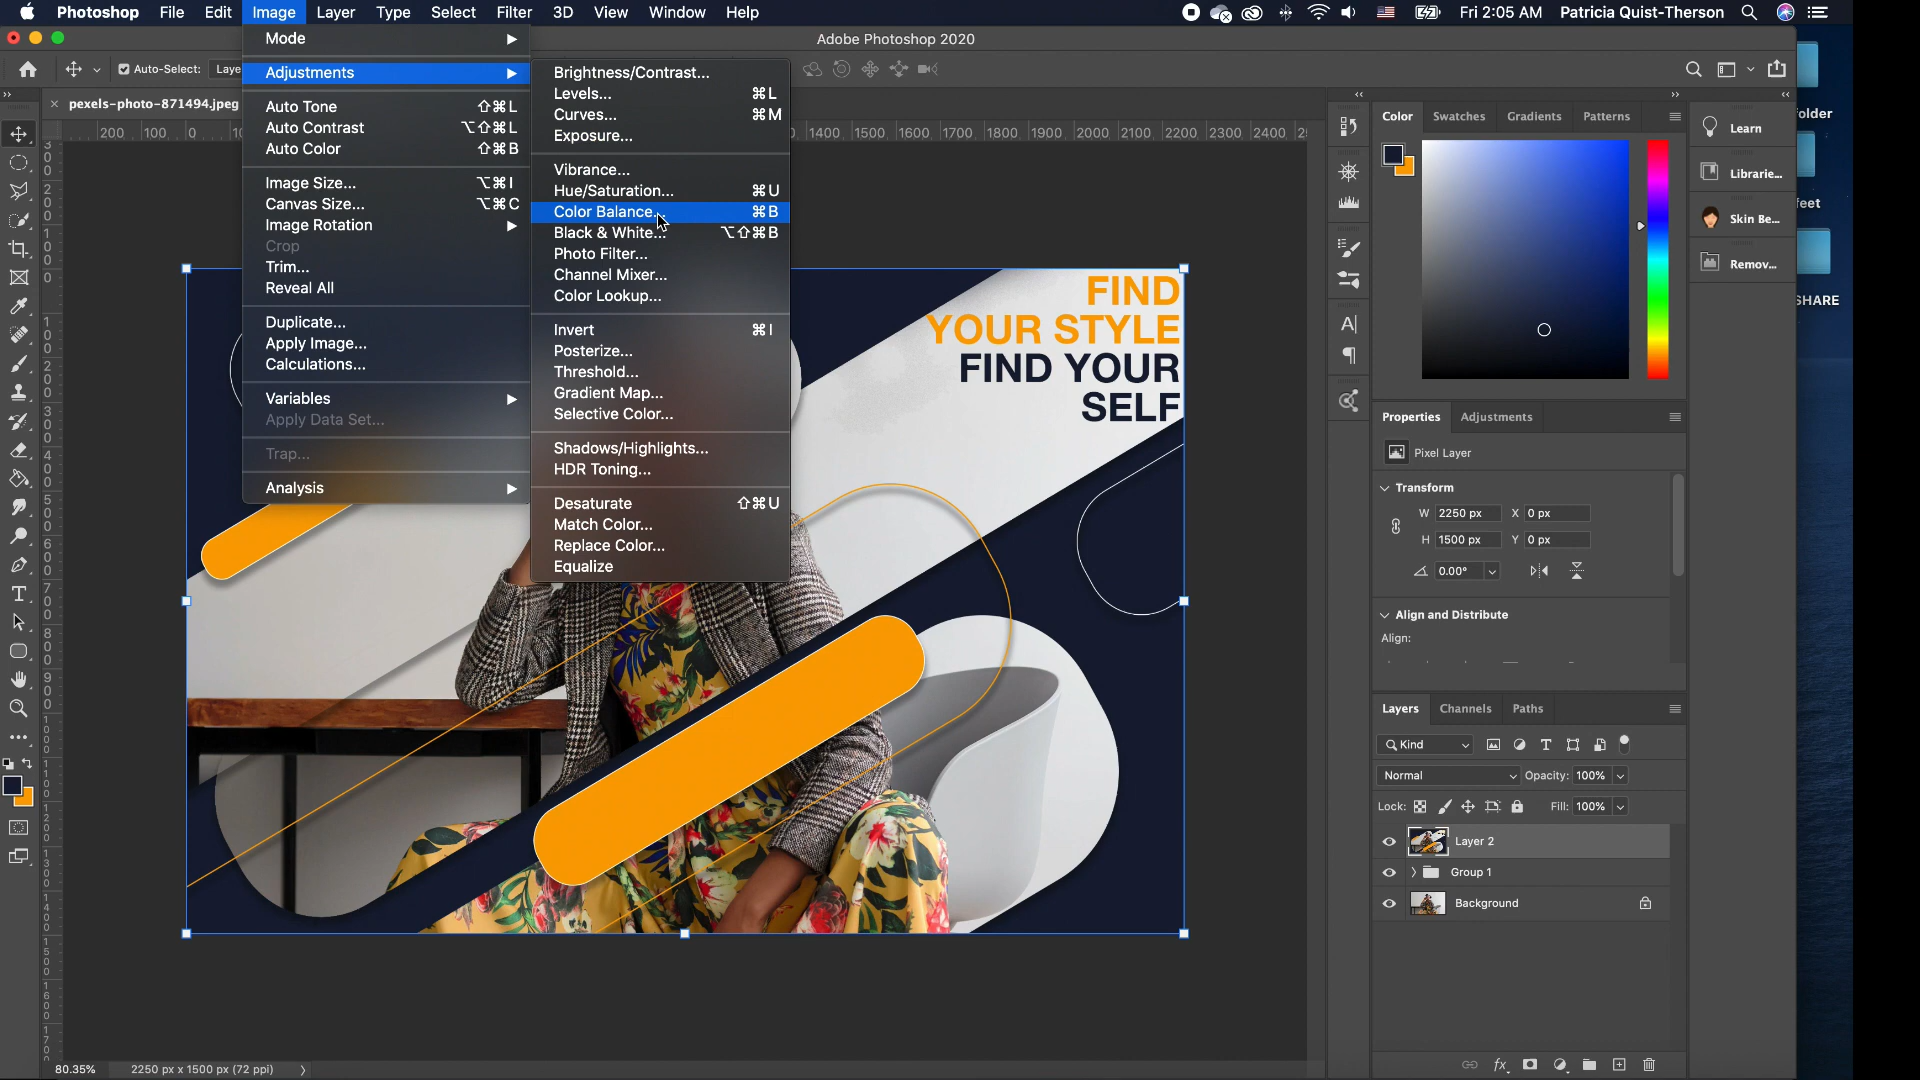 Photoshop File Edit Image Layer Type Select Filter 3D View Window Help
Fri 2:05 AM Patricia Quist-Therson
Adobe Photoshop 2020
Auto-Select: Laye
pexels-photo-871494.jpeg
200 100 0 1400 1500 1600 1700 1800 1900 2000 2100 2200 2300 2400
Mode
Adjustments
Auto Tone ⇧⌘L
Auto Contrast ⌥⇧⌘L
Auto Color ⇧⌘B
Image Size... ⌥⌘I
Canvas Size... ⌥⌘C
Image Rotation
Crop
Trim...
Reveal All
Duplicate...
Apply Image...
Calculations...
Variables
Apply Data Set...
Trap...
Analysis
Brightness/Contrast...
Levels... ⌘L
Curves... ⌘M
Exposure...
Vibrance...
Hue/Saturation... ⌘U
Color Balance... ⌘B
Black & White... ⌥⇧⌘B
Photo Filter...
Channel Mixer...
Color Lookup...
Invert ⌘I
Posterize...
Threshold...
Gradient Map...
Selective Color...
Shadows/Highlights...
HDR Toning...
Desaturate ⇧⌘U
Match Color...
Replace Color...
Equalize
FIND
YOUR STYLE
FIND YOUR
SELF
Color Swatches Gradients Patterns
Learn
Librarie...
Skin Be...
Remov...
folder
feet
SHARE
Properties Adjustments
Pixel Layer
Transform
W 2250 px X 0 px
H 1500 px Y 0 px
0.00°
Align and Distribute
Align:
Layers Channels Paths
Kind
Normal Opacity: 100%
Lock: Fill: 100%
Layer 2
Group 1
Background
80.35% 2250 px x 1500 px (72 ppi)